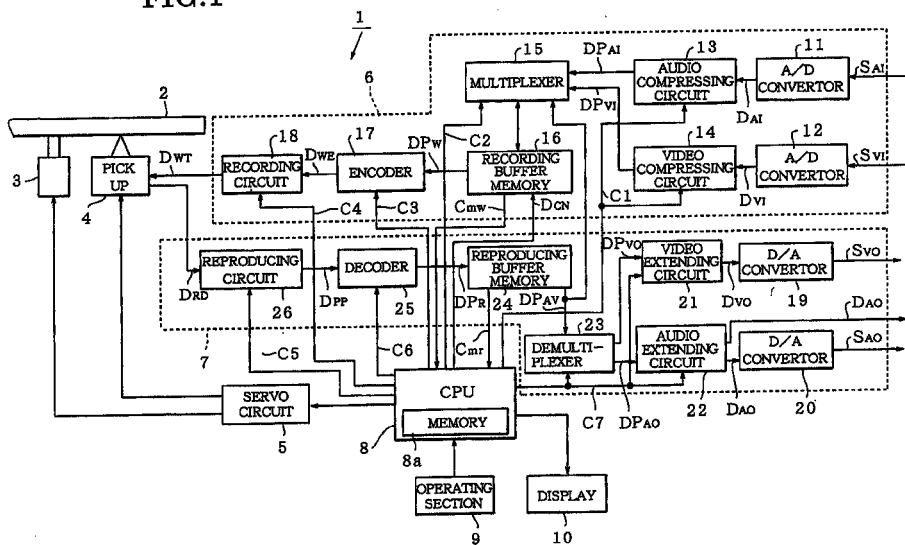 FIG.1
1
15
DPAI
13
11
MULTIPLEXER
AUDIO
COMPRESSING
CIRCUIT
A/D
CONVERTOR
SAI
6
DPVI
DAI
2
18
17
DPW
C2
16
14
12
3
PICK
UP
4
DWT
RECORDING
CIRCUIT
DWE
ENCODER
RECORDING
BUFFER
MEMORY
VIDEO
COMPRESSING
CIRCUIT
A/D
CONVERTOR
SVI
C4
C3
Cmw
DCN
C1
DVI
DRD
REPRODUCING
CIRCUIT
26
DPP
DECODER
25
DPR
REPRODUCING
BUFFER
MEMORY
24
DPAV
DPVO
VIDEO
EXTENDING
CIRCUIT
21
DVO
D/A
CONVERTOR
19
SVO
7
C5
C6
Cmr
23
DEMULTI-
PLEXER
AUDIO
EXTENDING
CIRCUIT
22
DAO
D/A
CONVERTOR
20
DAO
SAO
DPAO
C7
SERVO
CIRCUIT
5
CPU
MEMORY
8
8a
OPERATING
SECTION
9
DISPLAY
10